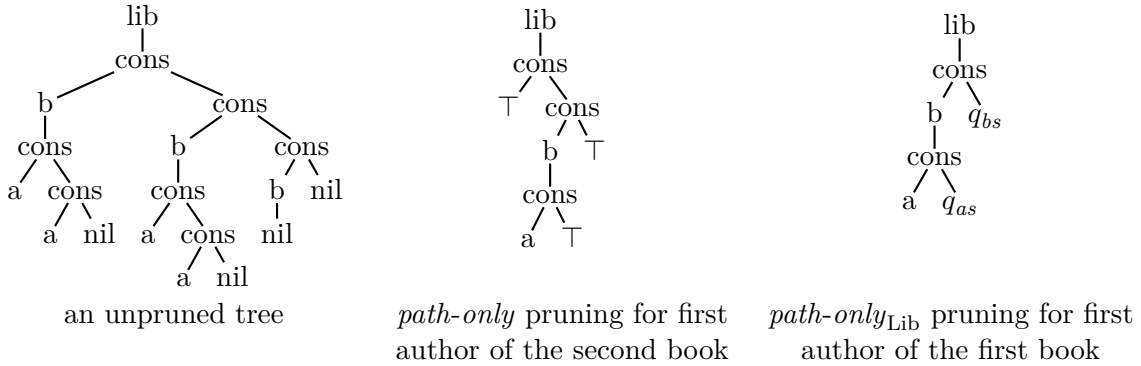 lib lib lib
cons cons cons
b cons ⊤ cons b q_bs
cons b cons b ⊤ cons
a cons cons b nil cons a q_as
a nil a cons nil a ⊤
a nil
an unpruned tree path-only pruning for first path-only_Lib pruning for first
author of the second book author of the first book